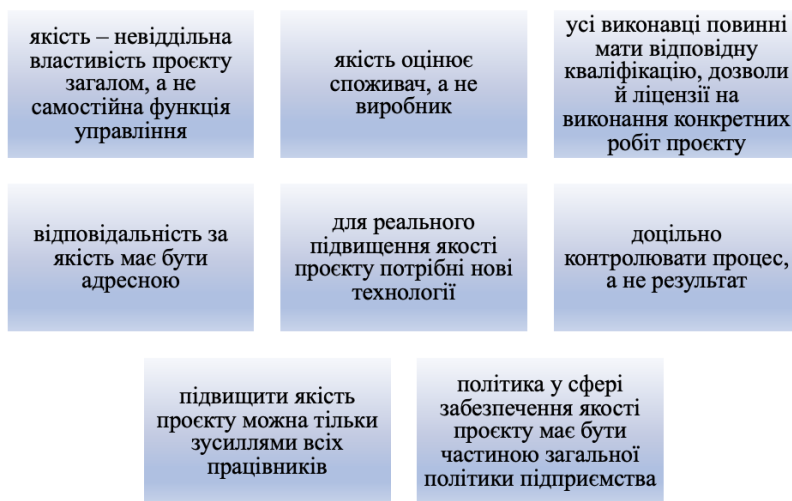 якість – невіддільна
властивість проєкту
загалом, а не
самостійна функція
управління
якість оцінює
споживач, а не
виробник
усі виконавці повинні
мати відповідну
кваліфікацію, дозволи
й ліцензії на
виконання конкретних
робіт проєкту
відповідальність за
якість має бути
адресною
для реального
підвищення якості
проєкту потрібні нові
технології
доцільно
контролювати процес,
а не результат
підвищити якість
проєкту можна тільки
зусиллями всіх
працівників
політика у сфері
забезпечення якості
проєкту має бути
частиною загальної
політики підприємства